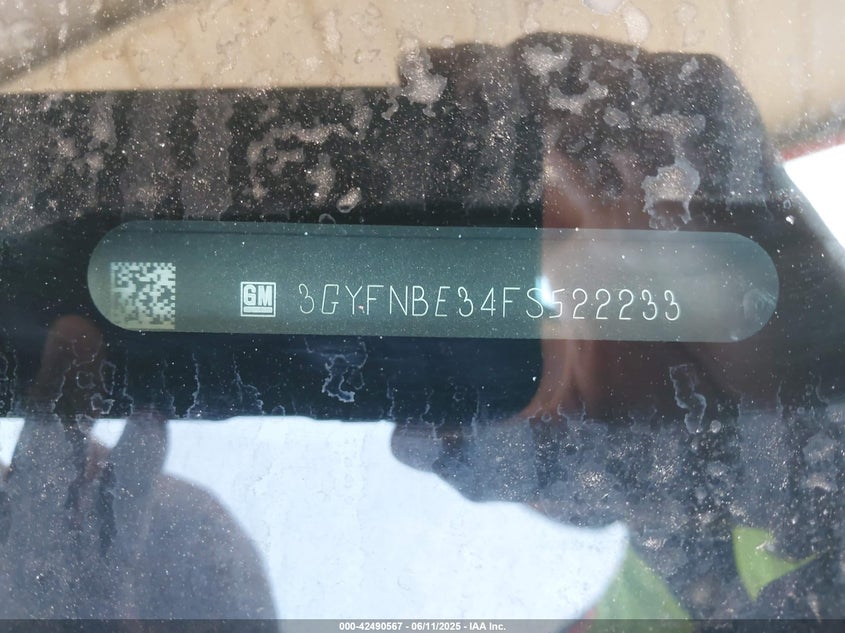 GM 3GYFNBE34FS522233
000-42490567 - 06/11/2025 - IAA Inc.